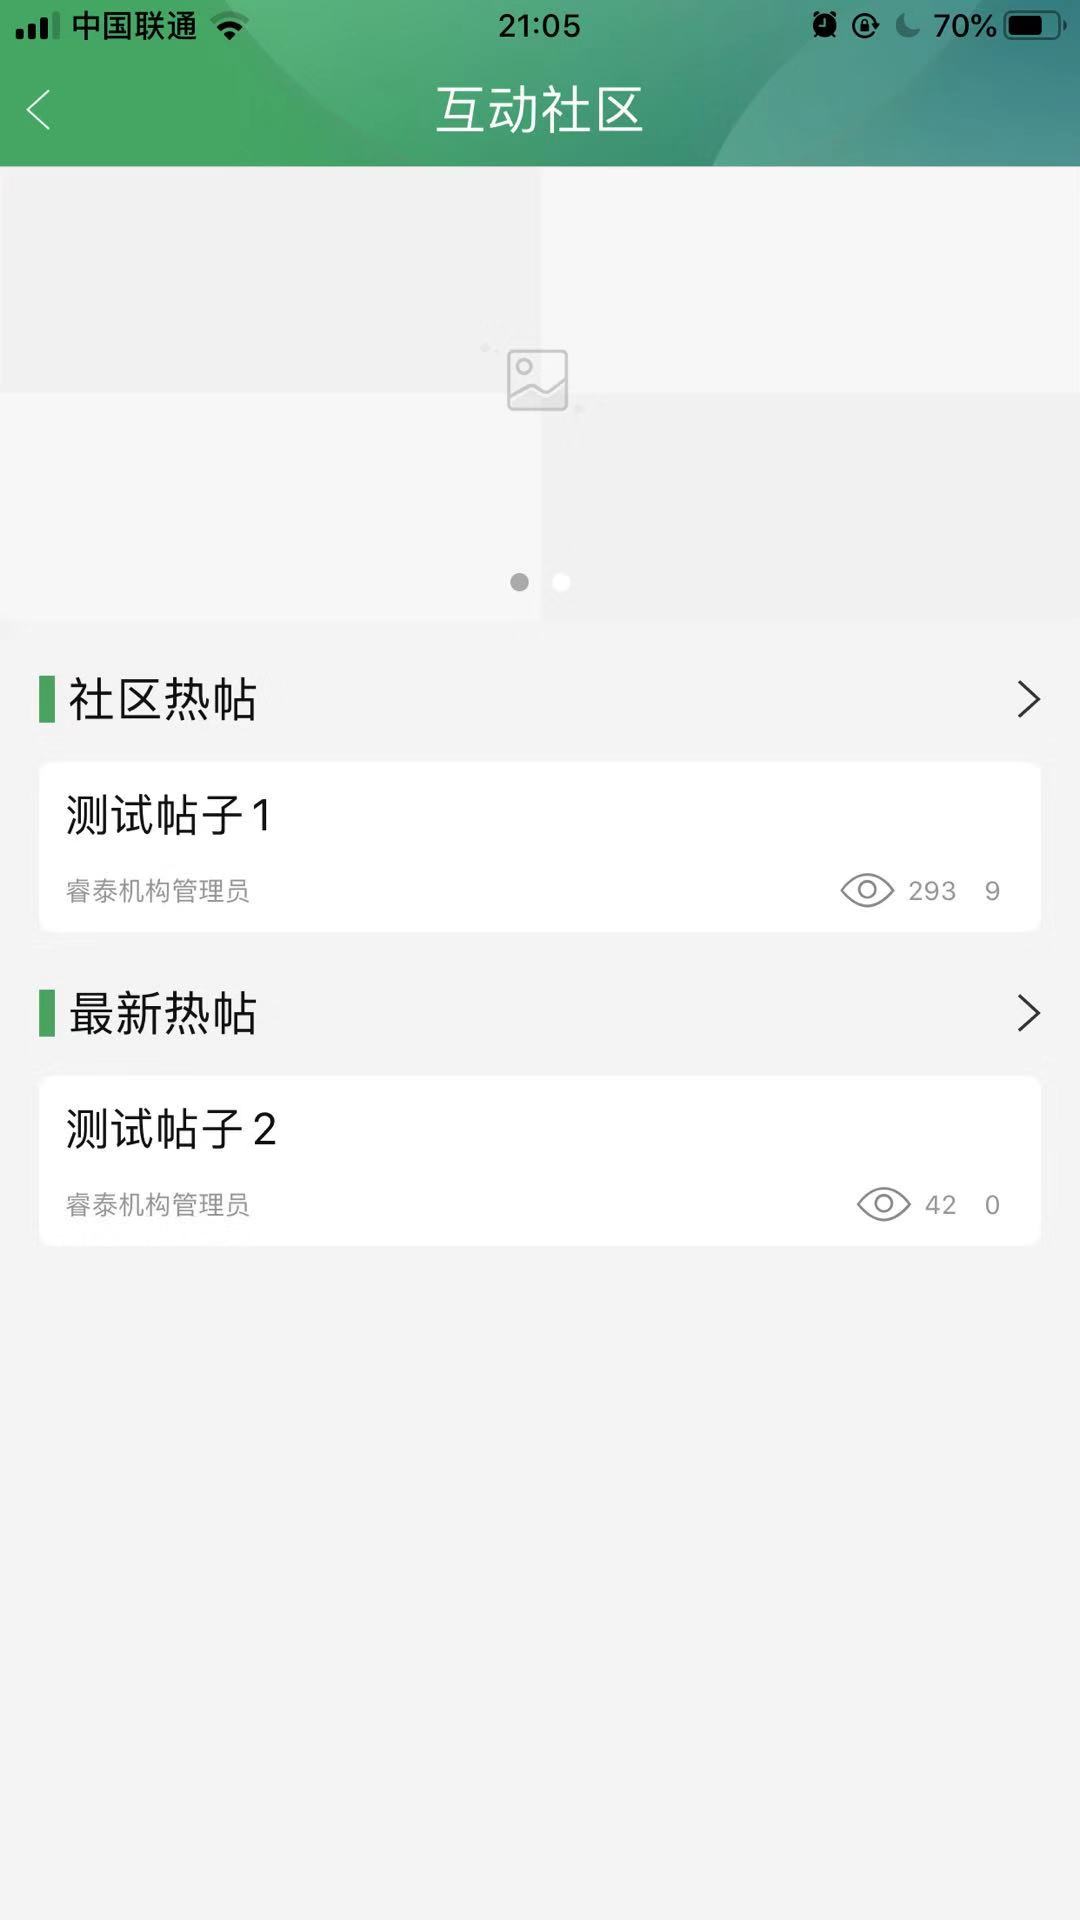 中国联通 21:05 70%
互动社区
社区热帖
测试帖子1
睿泰机构管理员 293 9
最新热帖
测试帖子2
睿泰机构管理员 42 0